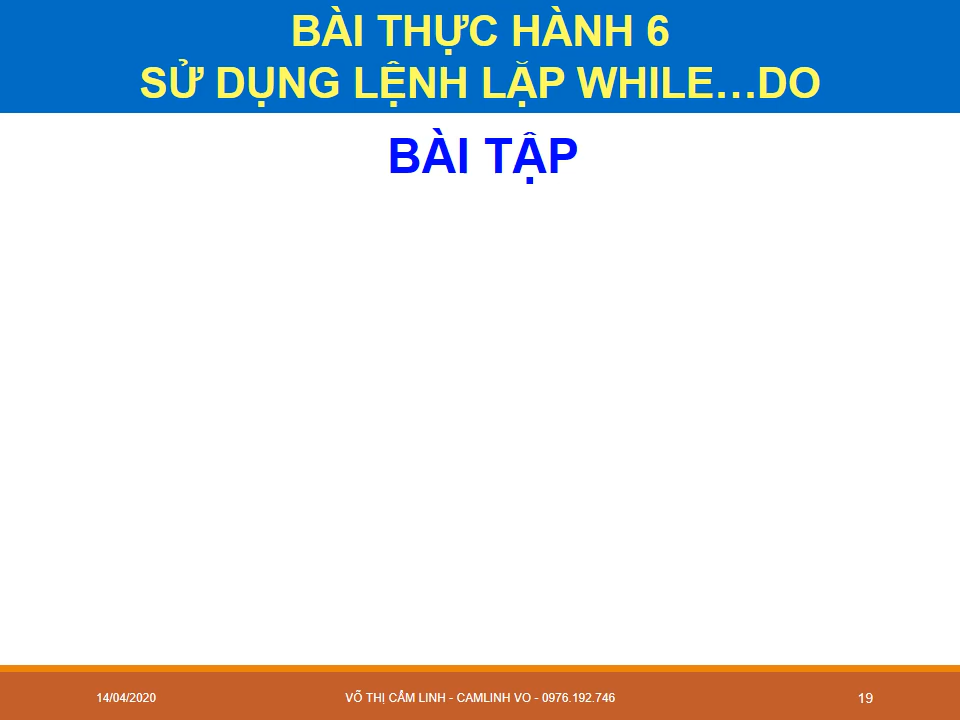 BÀI THỰC HÀNH 6
SỬ DỤNG LỆNH LẶP WHILE…DO
BÀI TẬP
14/04/2020
VÕ THỊ CẨM LINH - CAMLINH VO - 0976.192.746
19